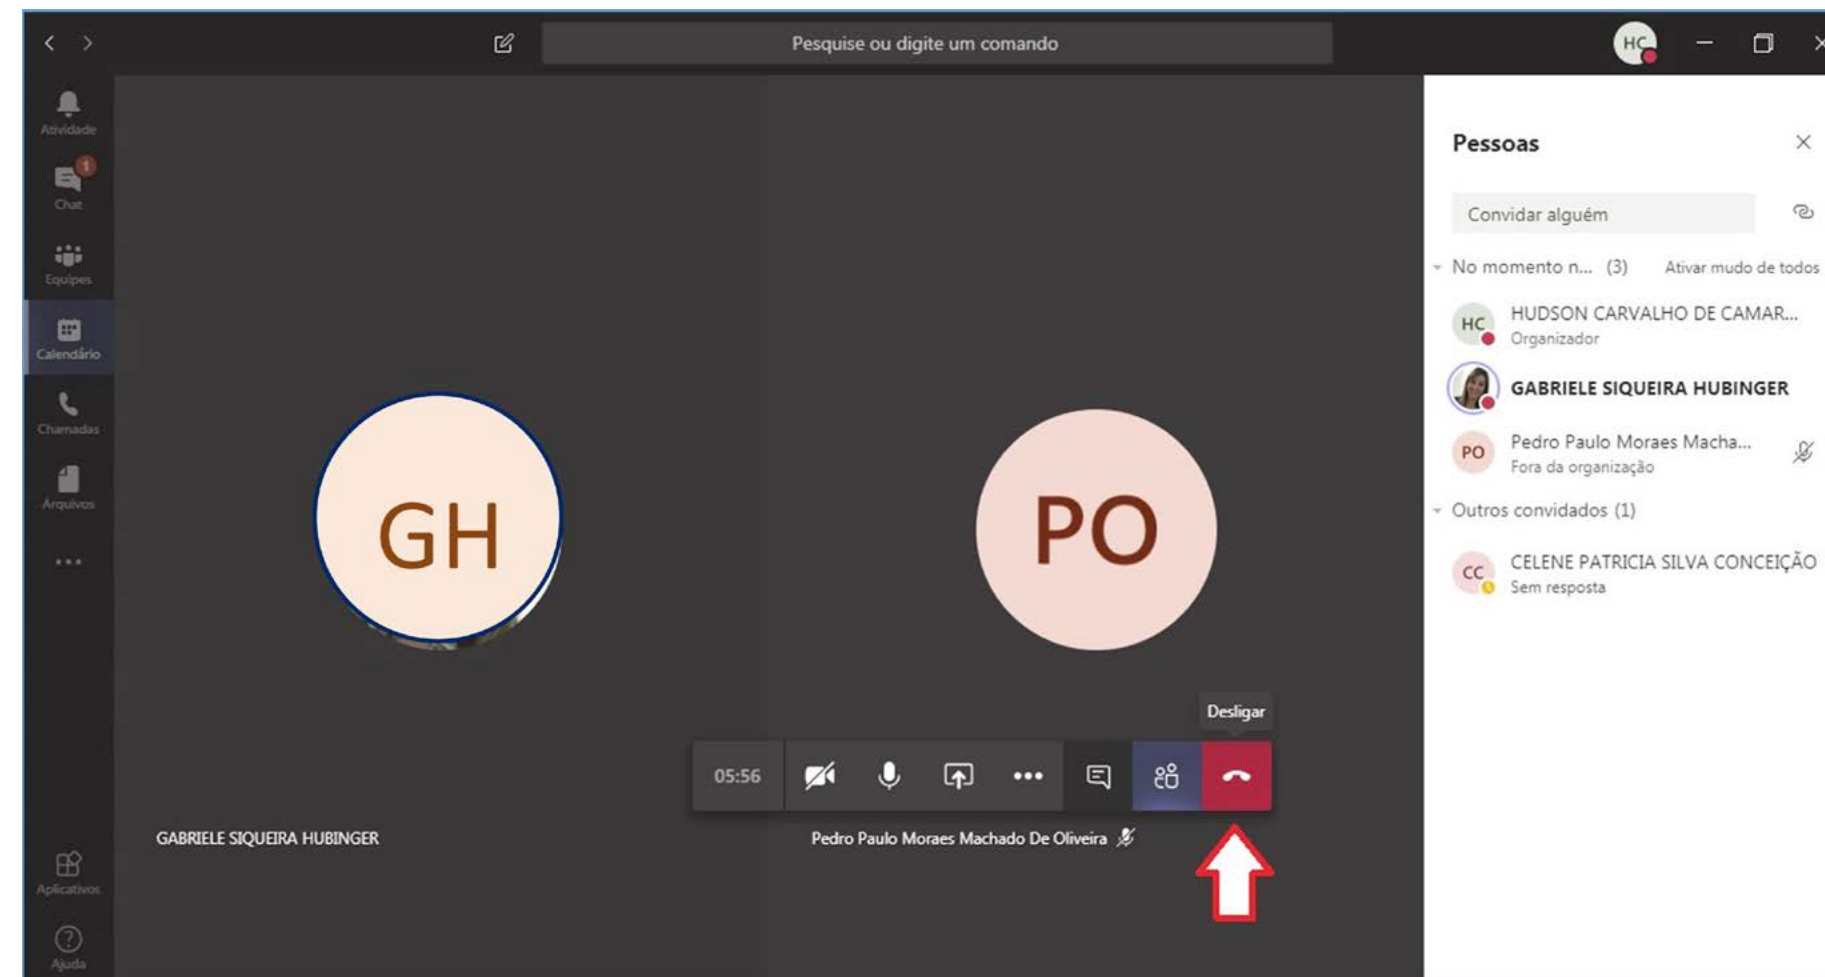 Pesquise ou digite um comando
HC
Atividade
1
Chat
Equipes
Calendário
Chamadas
Arquivos
Aplicativos
Ajuda
GH
PO
Desligar
05:56
GABRIELE SIQUEIRA HUBINGER
Pedro Paulo Moraes Machado De Oliveira
Pessoas
Convidar alguém
No momento n... (3) Ativar mudo de todos
HC
HUDSON CARVALHO DE CAMAR...
Organizador
GABRIELE SIQUEIRA HUBINGER
PO
Pedro Paulo Moraes Macha...
Fora da organização
Outros convidados (1)
CC
CELENE PATRICIA SILVA CONCEIÇÃO
Sem resposta